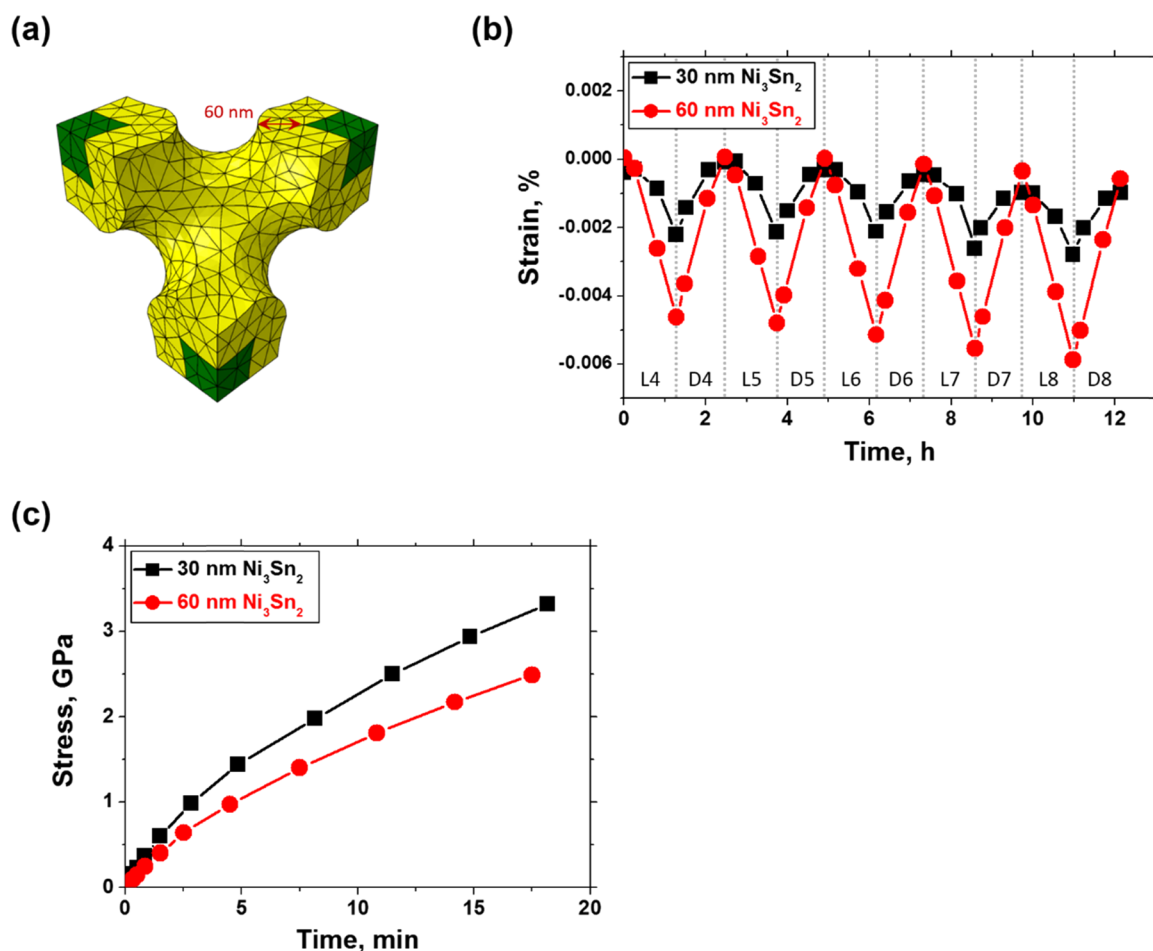 (a)
60 nm
(b)
30 nm Ni₃Sn₂
60 nm Ni₃Sn₂
0.002
0.000
-0.002
-0.004
-0.006
Strain, %
L4 D4 L5 D5 L6 D6 L7 D7 L8 D8
0 2 4 6 8 10 12
Time, h
(c)
30 nm Ni₃Sn₂
60 nm Ni₃Sn₂
4
3
2
1
0
Stress, GPa
0 5 10 15 20
Time, min